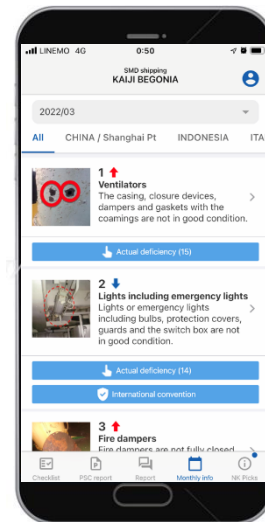 LINEMO 4G 0:50
SMD shipping
KAIJI BEGONIA
2022/03
All CHINA / Shanghai Pt INDONESIA ITA
1
Ventilators
The casing, closure devices,
dampers and gaskets with the
coamings are not in good condition.
Actual deficiency (15)
2
Lights including emergency lights
Lights or emergency lights
including bulbs, protection covers,
guards and the switch box are not
in good condition.
Actual deficiency (14)
International convention
3
Fire dampers
Fire dampers are not fully closed
Checklist PSC report Report Monthly info NK Picks